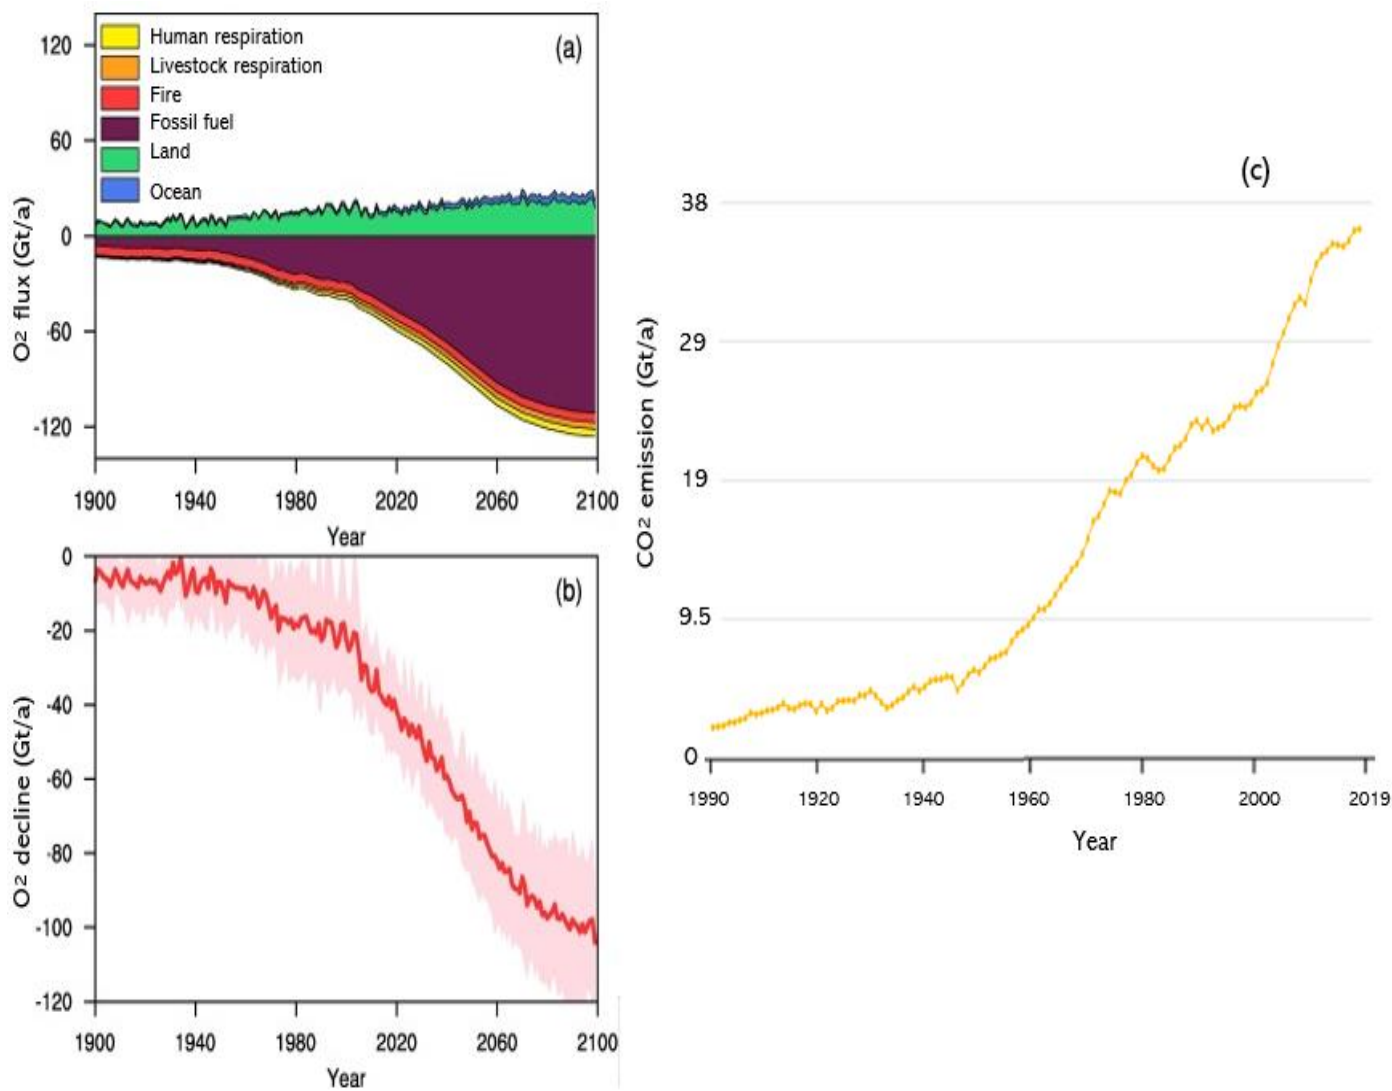 Human respiration
Livestock respiration
Fire
Fossil fuel
Land
Ocean
(a)
120
60
0
-60
-120
O2 flux (Gt/a)
1900 1940 1980 2020 2060 2100
Year
(b)
0
-20
-40
-60
-80
-100
-120
O2 decline (Gt/a)
1900 1940 1980 2020 2060 2100
Year
(c)
38
29
19
9.5
0
CO2 emission (Gt/a)
1990 1920 1940 1960 1980 2000 2019
Year